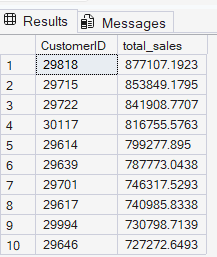 Results Messages
CustomerID total_sales
1 29818 877107.1923
2 29715 853849.1795
3 29722 841908.7707
4 30117 816755.5763
5 29614 799277.895
6 29639 787773.0438
7 29701 746317.5293
8 29617 740985.8338
9 29994 730798.7139
10 29646 727272.6493